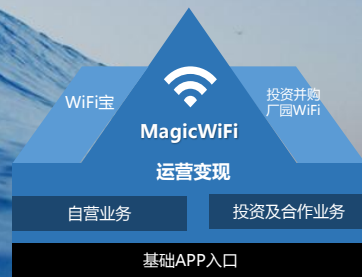 WiFi宝
投资并购
厂园WiFi
MagicWiFi
运营变现
自营业务
投资及合作业务
基础APP入口